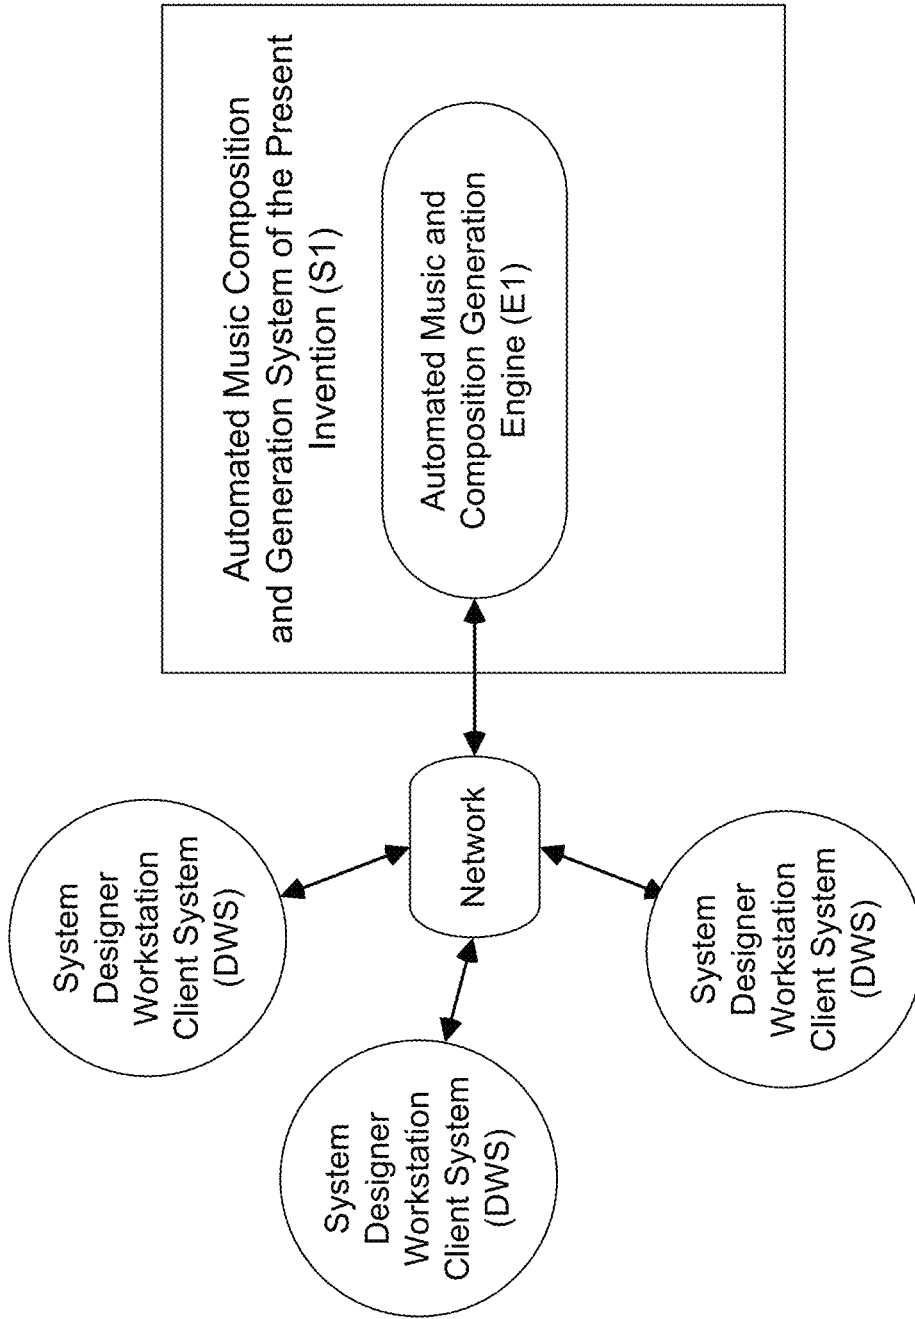 Automated Music Composition
and Generation System of the Present
Invention (S1)
Automated Music and
Composition Generation
Engine (E1)
Network
System
Designer
Workstation
Client System
(DWS)
System
Designer
Workstation
Client System
(DWS)
System
Designer
Workstation
Client System
(DWS)